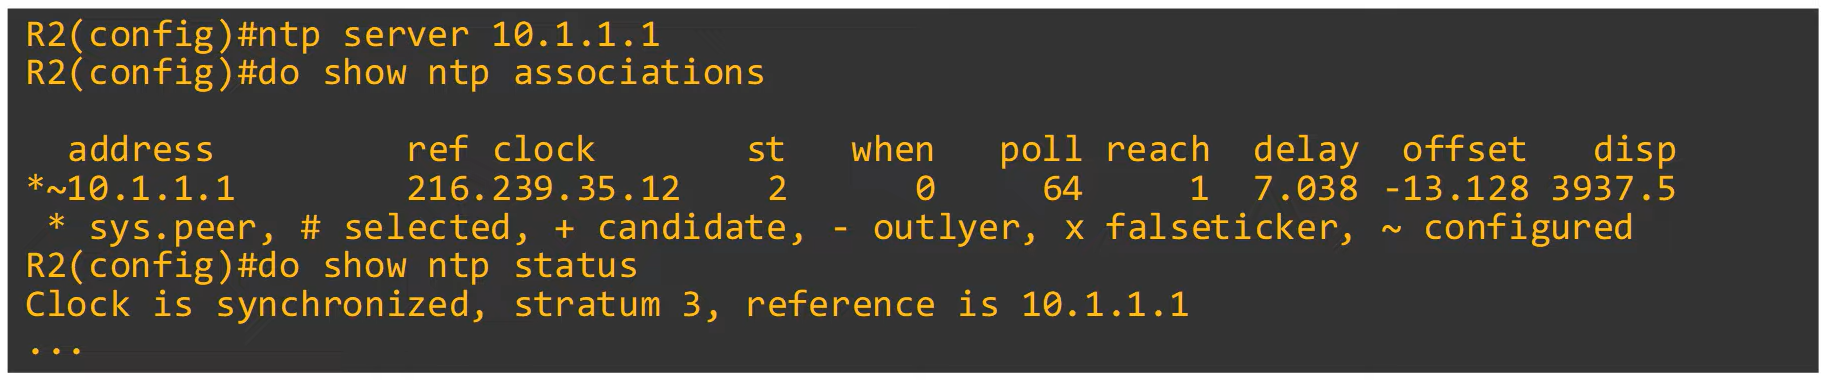 R2(config)#ntp server 10.1.1.1
R2(config)#do show ntp associations
address ref clock st when poll reach delay offset disp
*~10.1.1.1 216.239.35.12 2 0 64 1 7.038 -13.128 3937.5
* sys.peer, # selected, + candidate, - outlyer, x falseticker, ~ configured
R2(config)#do show ntp status
Clock is synchronized, stratum 3, reference is 10.1.1.1
...